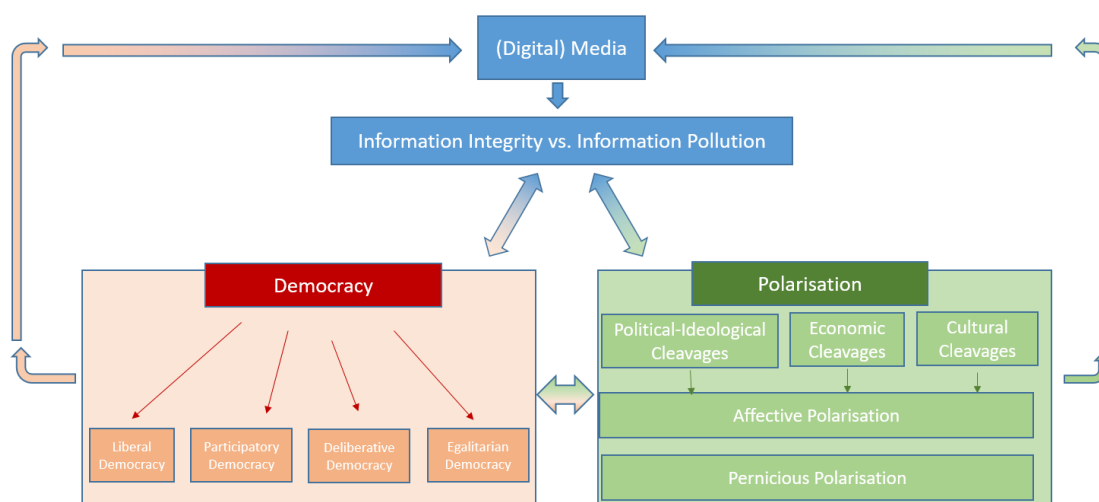 (Digital) Media
Information Integrity vs. Information Pollution
Democracy
Polarisation
Political-Ideological
Cleavages
Economic
Cleavages
Cultural
Cleavages
Affective Polarisation
Liberal
Democracy
Participatory
Democracy
Deliberative
Democracy
Egalitarian
Democracy
Pernicious Polarisation